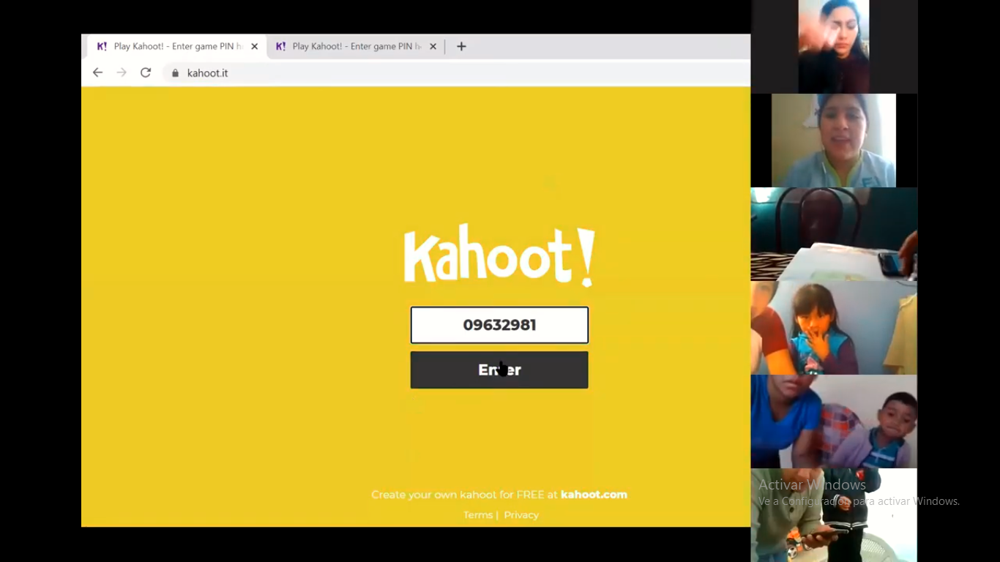 K! Play Kahoot! - Enter game PIN h
K! Play Kahoot! - Enter game PIN h
kahoot.it
Kahoot!
09632981
Enter
Create your own kahoot for FREE at kahoot.com
Terms | Privacy
Activar Windows
Ve a Configuración para activar Windows.